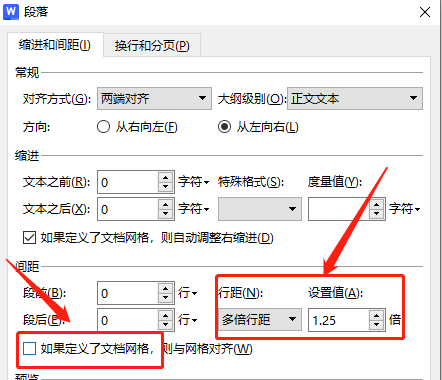 W 段落
缩进和间距(I) 换行和分页(P)
常规
对齐方式(G): 两端对齐 大纲级别(O): 正文文本
方向: 从右向左(F) 从左向右(L)
缩进
文本之前(R): 0 字符 特殊格式(S): 度量值(Y):
文本之后(X): 0 字符 字符
如果定义了文档网格，则自动调整右缩进(D)
间距
段前(B): 0 行 行距(N): 设置值(A):
段后(E): 0 行 多倍行距 1.25 倍
如果定义了文档网格，则与网格对齐(W)
预览